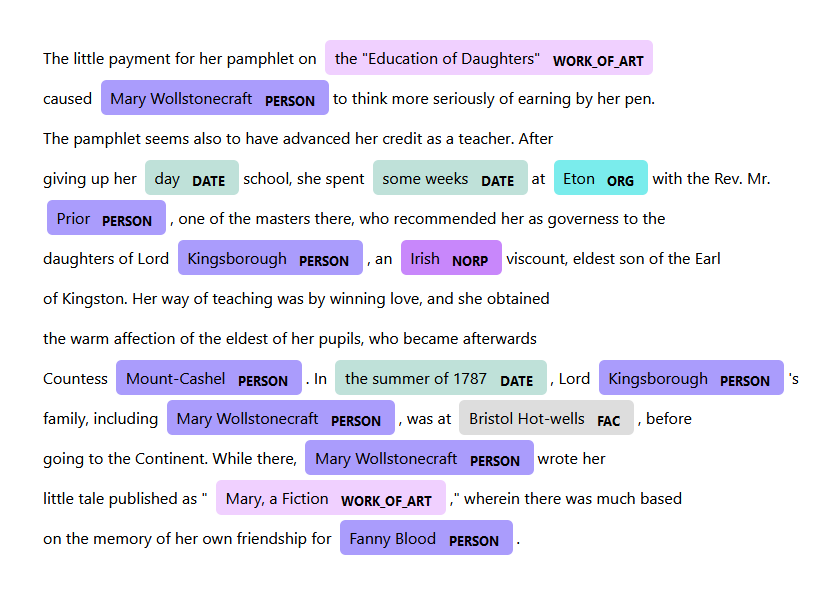 The little payment for her pamphlet on the "Education of Daughters" WORK_OF_ART
caused Mary Wollstonecraft PERSON to think more seriously of earning by her pen.
The pamphlet seems also to have advanced her credit as a teacher. After
giving up her day DATE school, she spent some weeks DATE at Eton ORG with the Rev. Mr.
Prior PERSON , one of the masters there, who recommended her as governess to the
daughters of Lord Kingsborough PERSON , an Irish NORP viscount, eldest son of the Earl
of Kingston. Her way of teaching was by winning love, and she obtained
the warm affection of the eldest of her pupils, who became afterwards
Countess Mount-Cashel PERSON . In the summer of 1787 DATE , Lord Kingsborough PERSON 's
family, including Mary Wollstonecraft PERSON , was at Bristol Hot-wells FAC , before
going to the Continent. While there, Mary Wollstonecraft PERSON wrote her
little tale published as " Mary, a Fiction WORK_OF_ART ," wherein there was much based
on the memory of her own friendship for Fanny Blood PERSON .